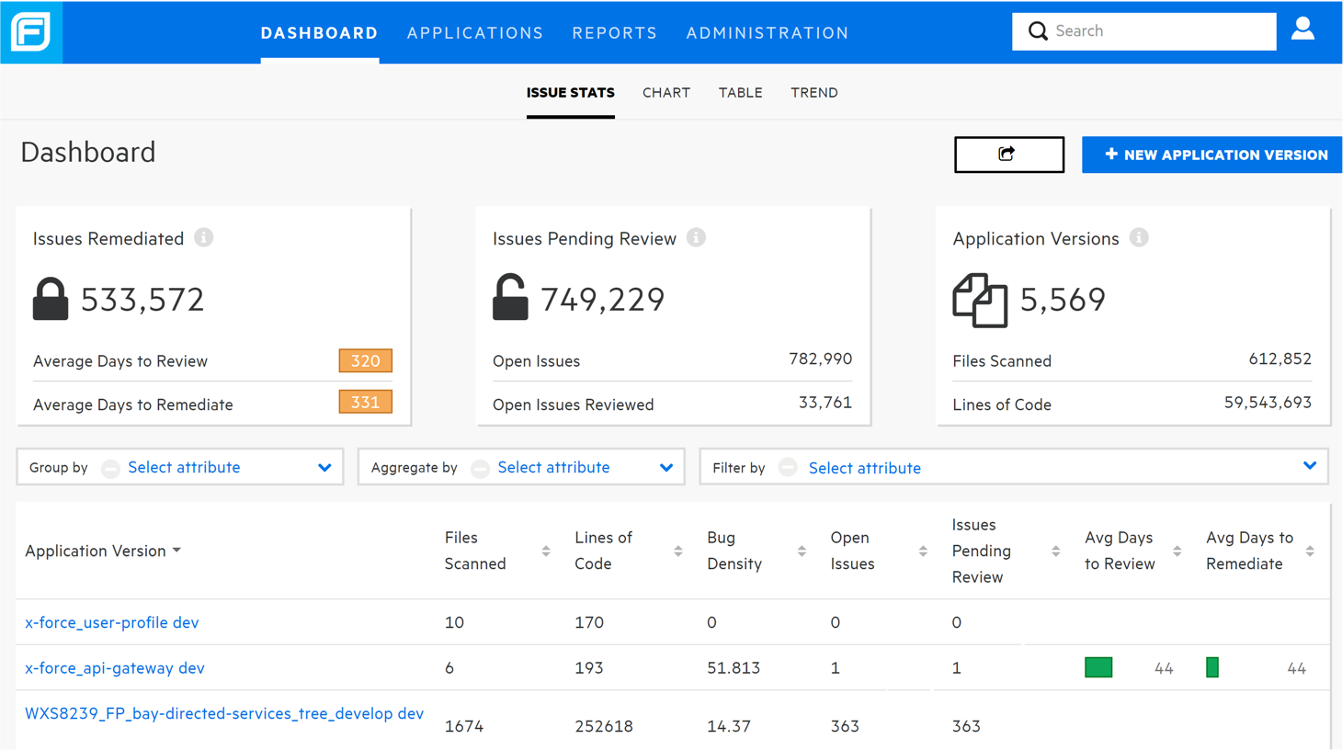 DASHBOARD APPLICATIONS REPORTS ADMINISTRATION Search
ISSUE STATS CHART TABLE TREND
Dashboard
+ NEW APPLICATION VERSION
Issues Remediated
533,572
Average Days to Review 320
Average Days to Remediate 331
Issues Pending Review
749,229
Open Issues 782,990
Open Issues Reviewed 33,761
Application Versions
5,569
Files Scanned 612,852
Lines of Code 59,543,693
Group by Select attribute
Aggregate by Select attribute
Filter by Select attribute
Application Version
Files
Scanned
Lines of
Code
Bug
Density
Open
Issues
Issues
Pending
Review
Avg Days
to Review
Avg Days to
Remediate
x-force_user-profile dev 10 170 0 0 0
x-force_api-gateway dev 6 193 51.813 1 1 44 44
WXS8239_FP_bay-directed-services_tree_develop dev 1674 252618 14.37 363 363